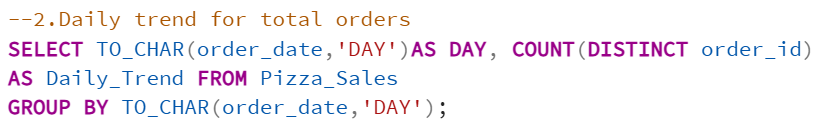 --2.Daily trend for total orders
SELECT TO_CHAR(order_date,'DAY')AS DAY, COUNT(DISTINCT order_id)
AS Daily_Trend FROM Pizza_Sales
GROUP BY TO_CHAR(order_date,'DAY');